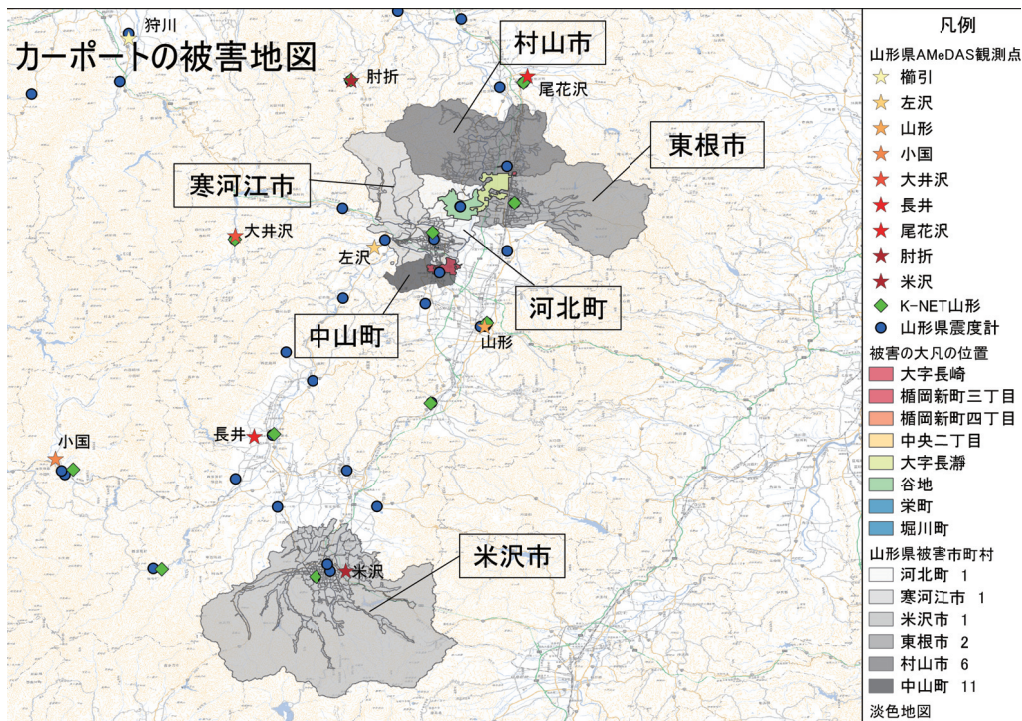 カーポートの被害地図
狩川
肘折
村山市
尾花沢
東根市
寒河江市
大井沢
左沢
河北町
中山町
山形
長井
小国
米沢市
米沢
凡例
山形県AMeDAS観測点
櫛引
左沢
山形
小国
大井沢
長井
尾花沢
肘折
米沢
K-NET山形
山形県震度計
被害の大凡の位置
大字長崎
楯岡新町三丁目
楯岡新町四丁目
中央二丁目
大字長瀞
谷地
栄町
堀川町
山形県被害市町村
河北町 1
寒河江市 1
米沢市 1
東根市 2
村山市 6
中山町 11
淡色地図